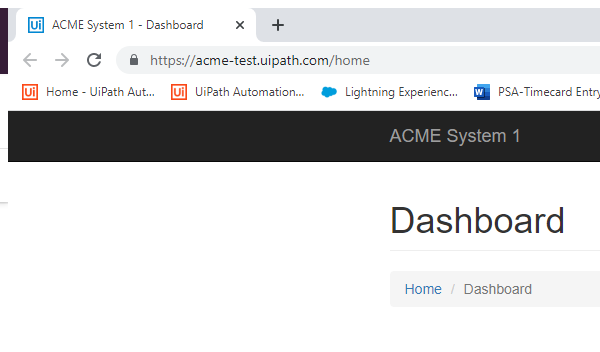 Ui ACME System 1 - Dashboard
https://acme-test.uipath.com/home
Ui Home - UiPath Aut... Ui UiPath Automation... Lightning Experienc... W PSA-Timecard Entry
ACME System 1
Dashboard
Home / Dashboard